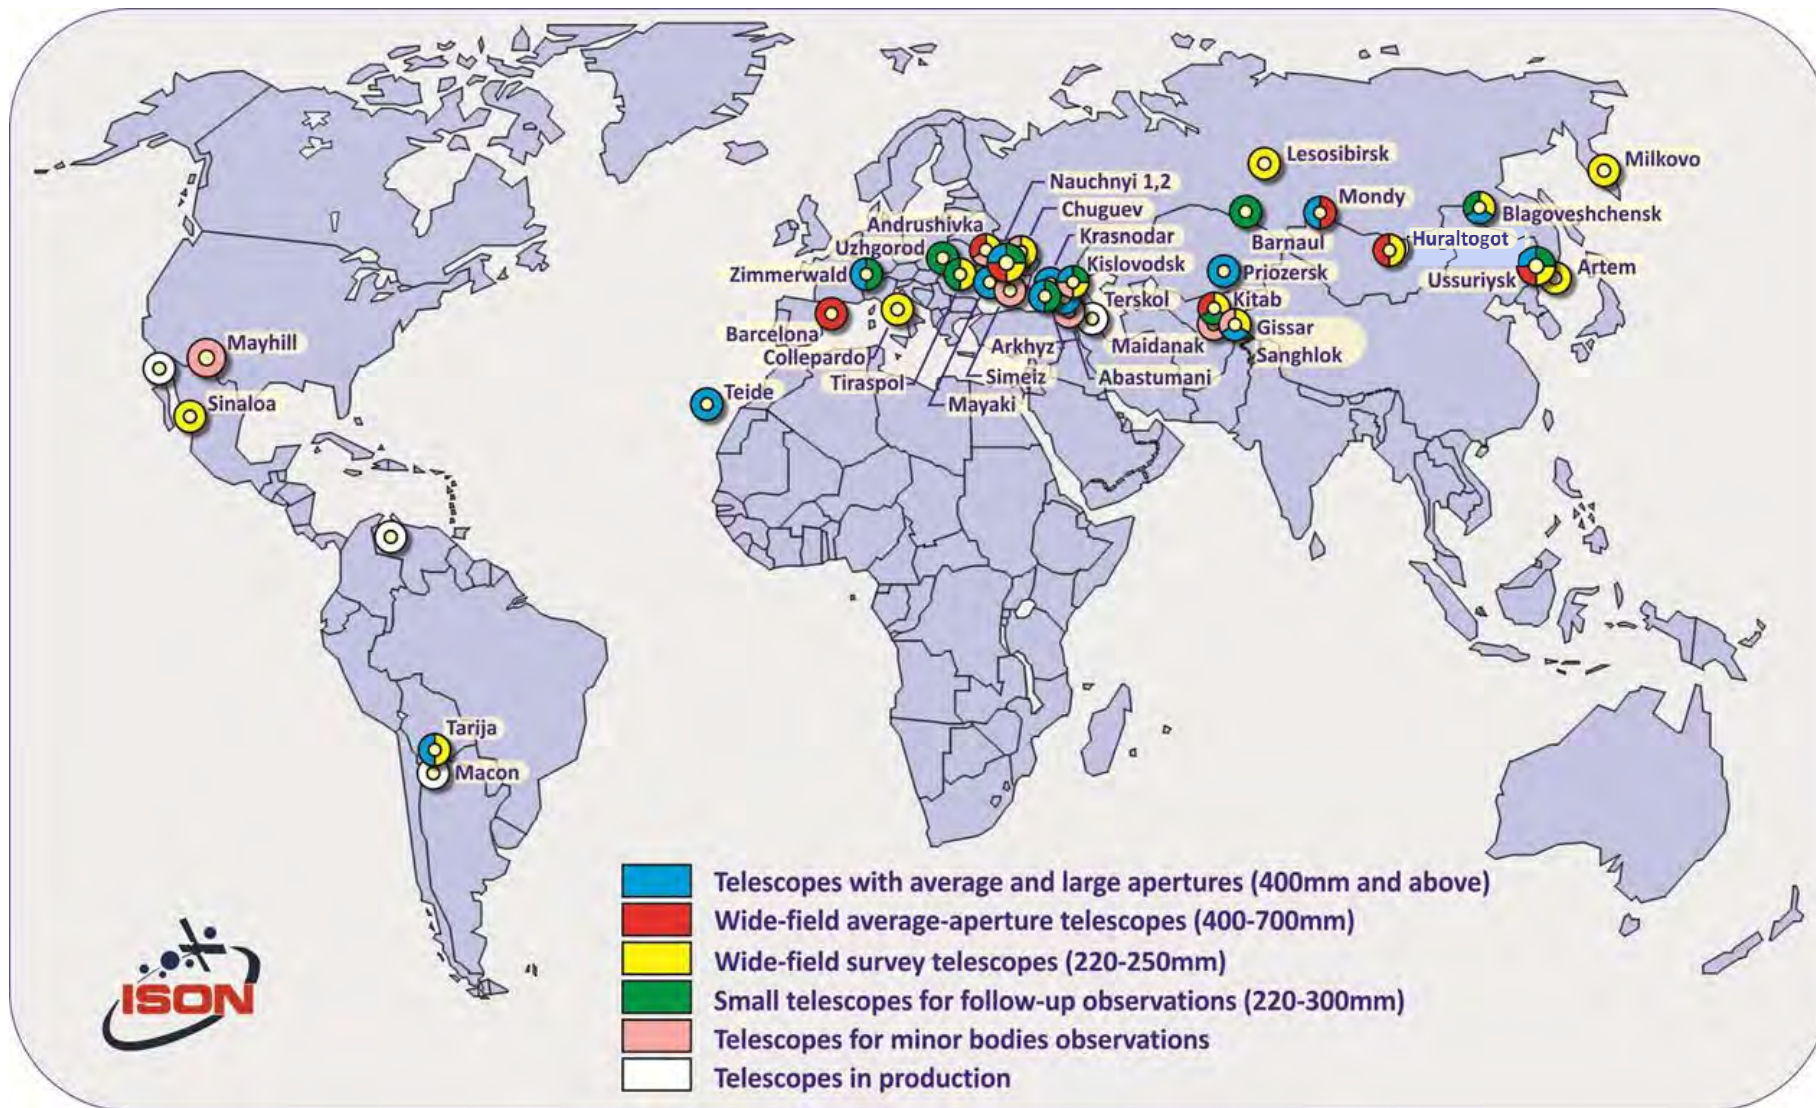 Lesosibirsk
Milkovo
Nauchnyi 1,2
Mondy
Chuguev
Blagoveshchensk
Andrushivka
Krasnodar
Barnaul
Huraltogot
Uzhgorod
Kislovodsk
Zimmerwald
Priozersk
Ussuriysk
Artem
Terskol
Kitab
Barcelona
Gissar
Mayhill
Collepardo
Arkhyz
Maidanak
Sanghlok
Tiraspol
Simeiz
Abastumani
Teide
Sinaloa
Mayaki
Tarija
Macon
Telescopes with average and large apertures (400mm and above)
Wide-field average-aperture telescopes (400-700mm)
Wide-field survey telescopes (220-250mm)
Small telescopes for follow-up observations (220-300mm)
Telescopes for minor bodies observations
Telescopes in production
ISON